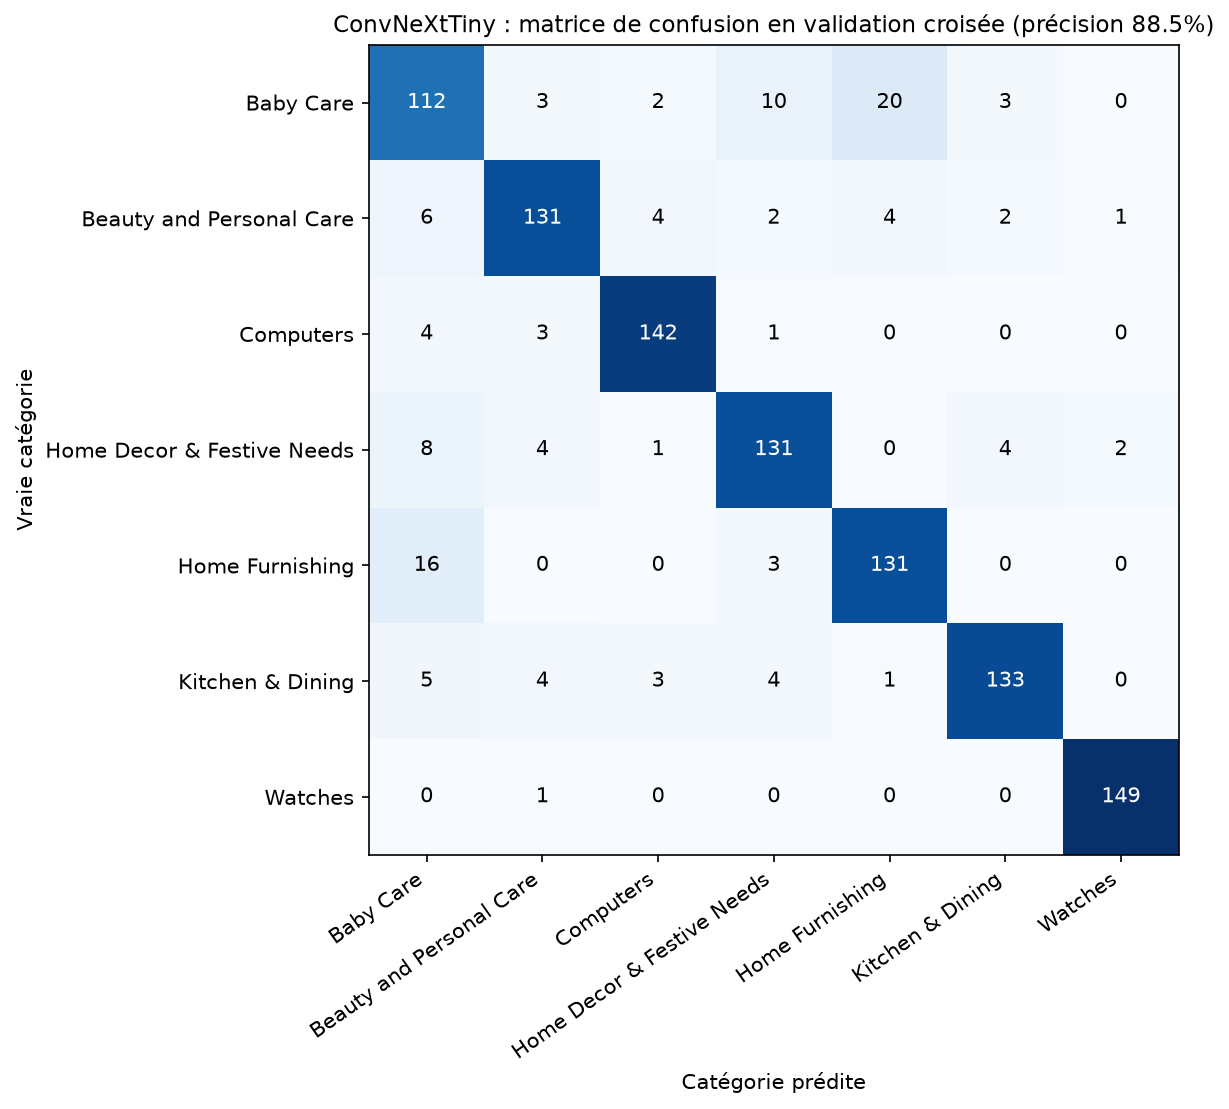 ConvNeXtTiny : matrice de confusion en validation croisée (précision 88.5%)
Baby Care 112 3 2 10 20 3 0
Beauty and Personal Care 6 131 4 2 4 2 1
Computers 4 3 142 1 0 0 0
Home Decor & Festive Needs 8 4 1 131 0 4 2
Home Furnishing 16 0 0 3 131 0 0
Kitchen & Dining 5 4 3 4 1 133 0
Watches 0 1 0 0 0 0 149
Vraie catégorie
Baby Care
Beauty and Personal Care
Computers
Home Decor & Festive Needs
Home Furnishing
Kitchen & Dining
Watches
Catégorie prédite